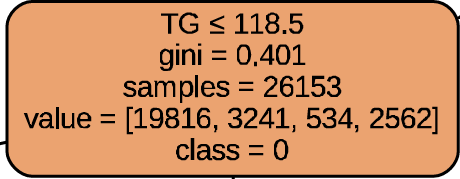 TG ≤ 118.5
gini = 0.401
samples = 26153
value = [19816, 3241, 534, 2562]
class = 0